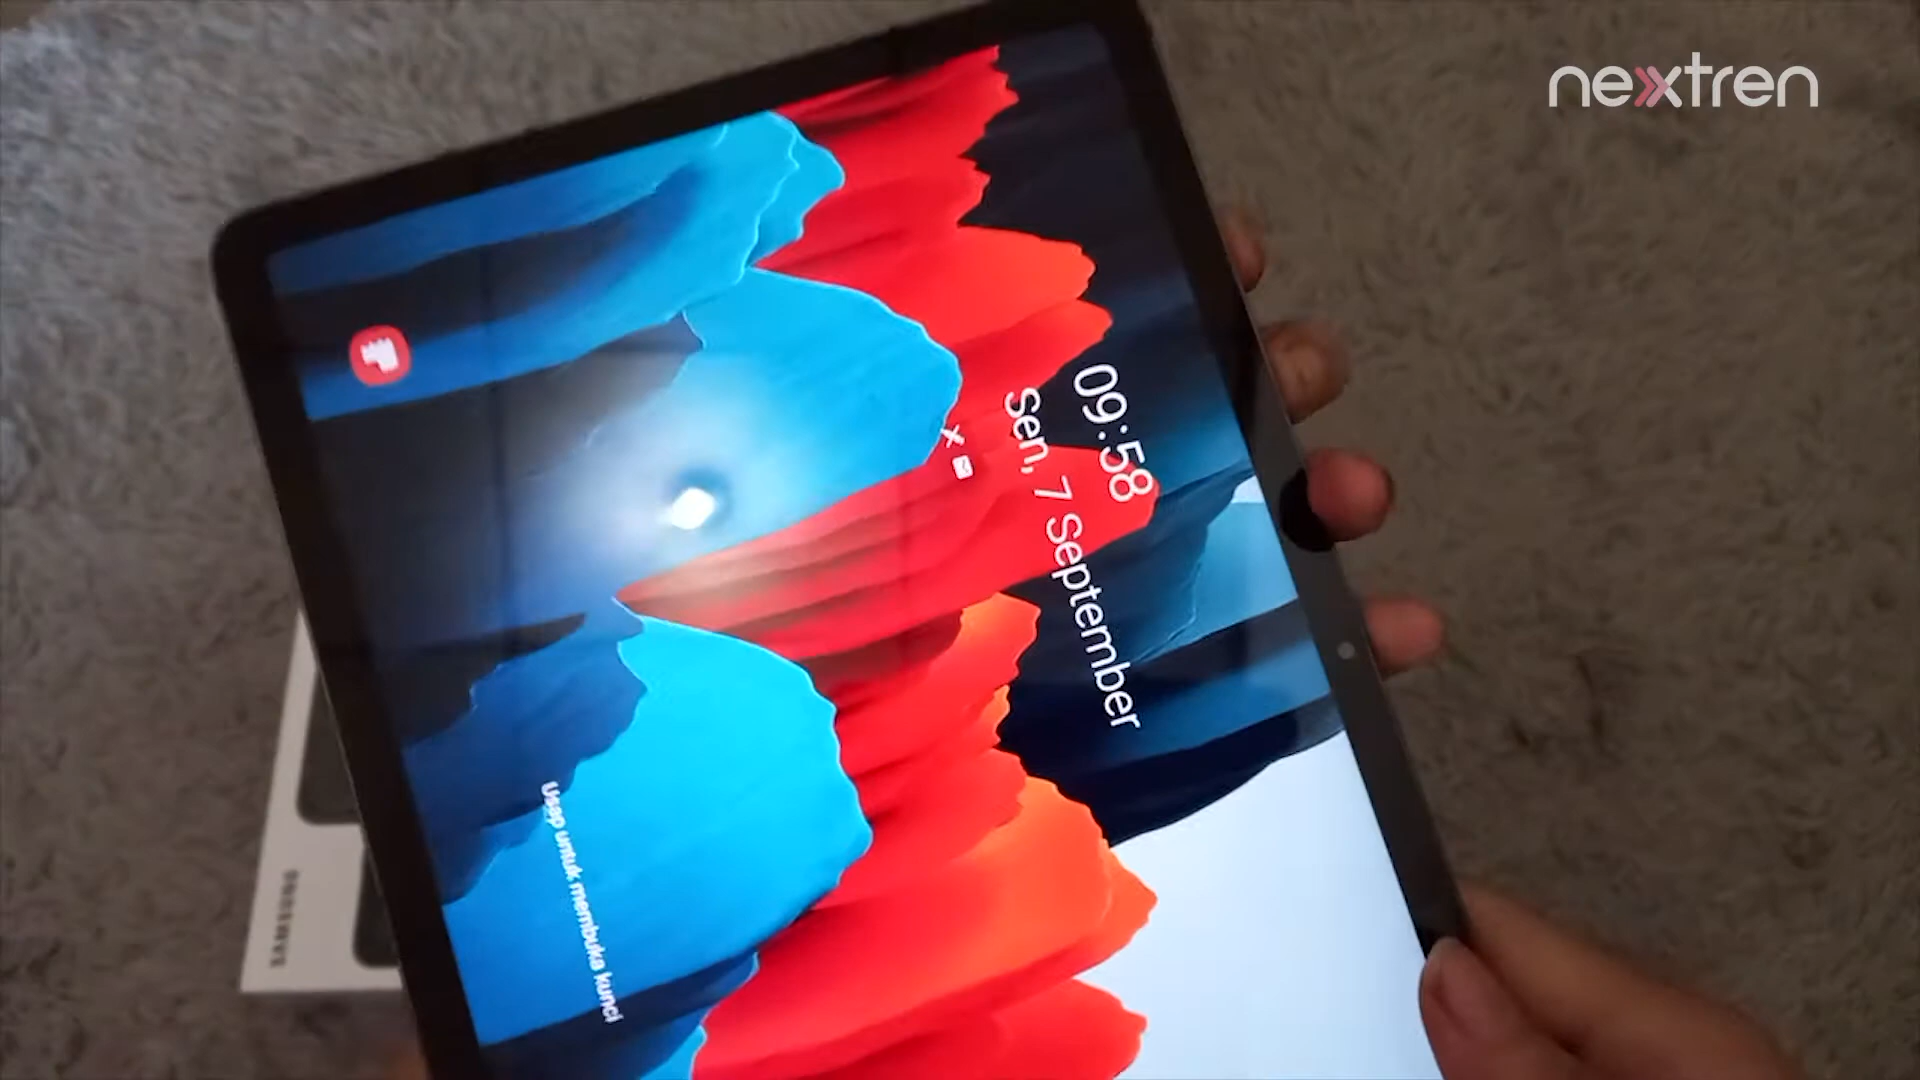 nextren
09:58
Sen, 7 September
Usap untuk membuka kunci
SAMSUNG